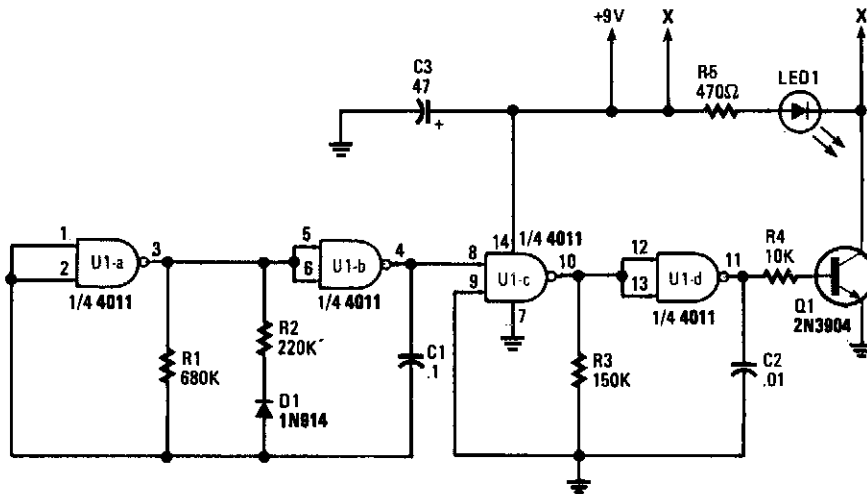 +9V
X
X
C3
47
+
R5
470Ω
LED1
1
2
3
U1-a
1/4 4011
5
6
4
U1-b
1/4 4011
8
9
14
1/4 4011
10
U1-c
7
12
13
11
U1-d
1/4 4011
R4
10K
Q1
2N3904
R1
680K
R2
220K
D1
1N914
C1
.1
R3
150K
C2
.01